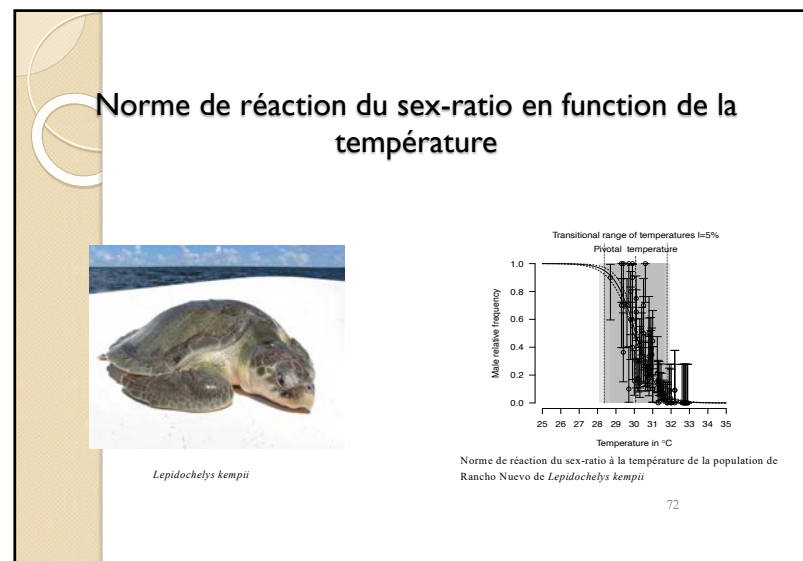 Norme de réaction du sex-ratio en function de la
température
Transitional range of temperatures l=5%
Pivotal temperature
Male relative frequency
1.0
0.8
0.6
0.4
0.2
0.0
25 26 27 28 29 30 31 32 33 34 35
Temperature in °C
Lepidochelys kempii
Norme de réaction du sex-ratio à la température de la population de
Rancho Nuevo de Lepidochelys kempii
72